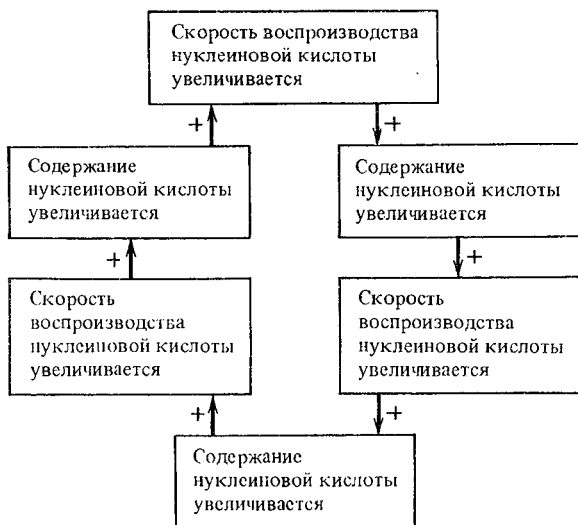 Скорость воспроизводства
нуклеиновой кислоты
увеличивается
+
+
Содержание
нуклеиновой кислоты
увеличивается
Содержание
нуклеиновой кислоты
увеличивается
+
+
Скорость
воспроизводства
нуклеиновой кислоты
увеличивается
Скорость
воспроизводства
нуклеиновой кислоты
увеличивается
+
+
Содержание
нуклеиновой кислоты
увеличивается